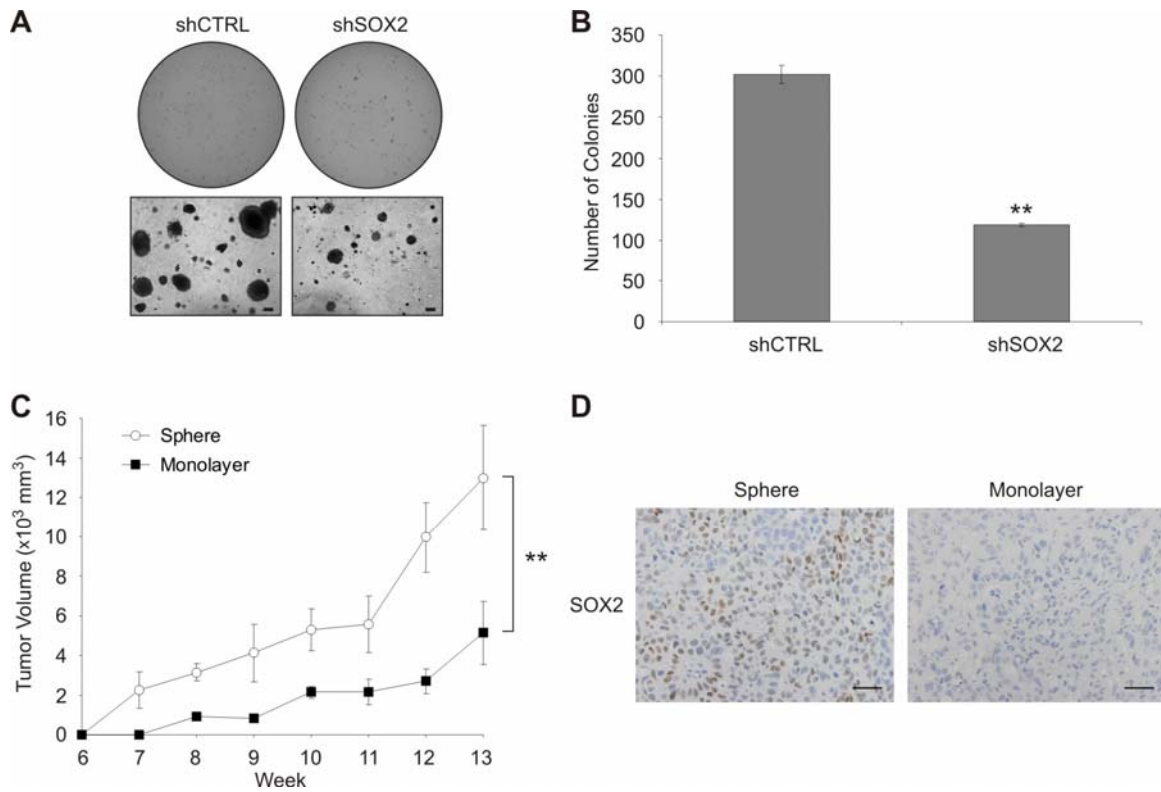 A
shCTRL shSOX2
B
Number of Colonies
350
300
250
200
150
100
50
0
**
shCTRL shSOX2
C
Tumor Volume (x10³ mm³)
16
14
12
10
8
6
4
2
0
Sphere
Monolayer
**
6 7 8 9 10 11 12 13
Week
D
Sphere Monolayer
SOX2